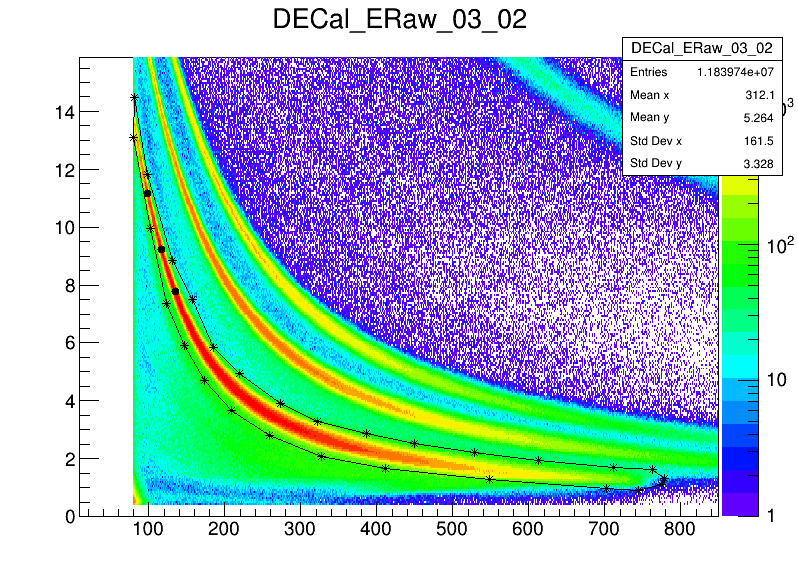 DECal_ERaw_03_02
DECal_ERaw_03_02
Entries 1.183974e+07
Mean x 312.1
Mean y 5.264
Std Dev x 161.5
Std Dev y 3.328
14
12
10
8
6
4
2
0
100 200 300 400 500 600 700 800
0³
10²
10
1